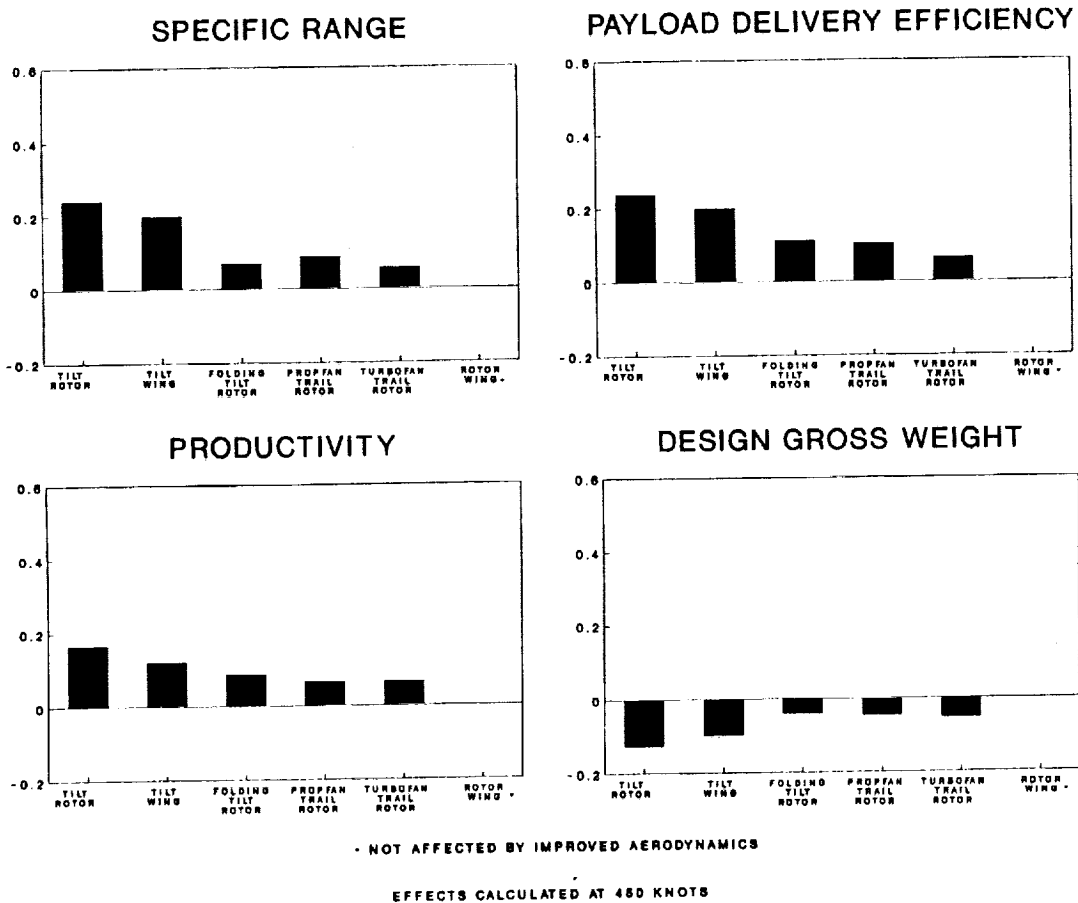 SPECIFIC RANGE
0.6
0.4
0.2
0
-0.2
TILT
ROTOR
TILT
WING
FOLDING
TILT
ROTOR
PROPFAN
TRAIL
ROTOR
TURBOFAN
TRAIL
ROTOR
ROTOR
WING *
PAYLOAD DELIVERY EFFICIENCY
0.6
0.4
0.2
0
-0.2
TILT
ROTOR
TILT
WING
FOLDING
TILT
ROTOR
PROPFAN
TRAIL
ROTOR
TURBOFAN
TRAIL
ROTOR
ROTOR
WING *
PRODUCTIVITY
0.6
0.4
0.2
0
-0.2
TILT
ROTOR
TILT
WING
FOLDING
TILT
ROTOR
PROPFAN
TRAIL
ROTOR
TURBOFAN
TRAIL
ROTOR
ROTOR
WING *
DESIGN GROSS WEIGHT
0.6
0.4
0.2
0
-0.2
TILT
ROTOR
TILT
WING
FOLDING
TILT
ROTOR
PROPFAN
TRAIL
ROTOR
TURBOFAN
TRAIL
ROTOR
ROTOR
WING *
* NOT AFFECTED BY IMPROVED AERODYNAMICS
EFFECTS CALCULATED AT 450 KNOTS